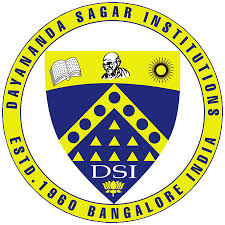 DAYANANDA SAGAR INSTITUTIONS
ESTD. 1960 BANGALORE INDIA
DSI